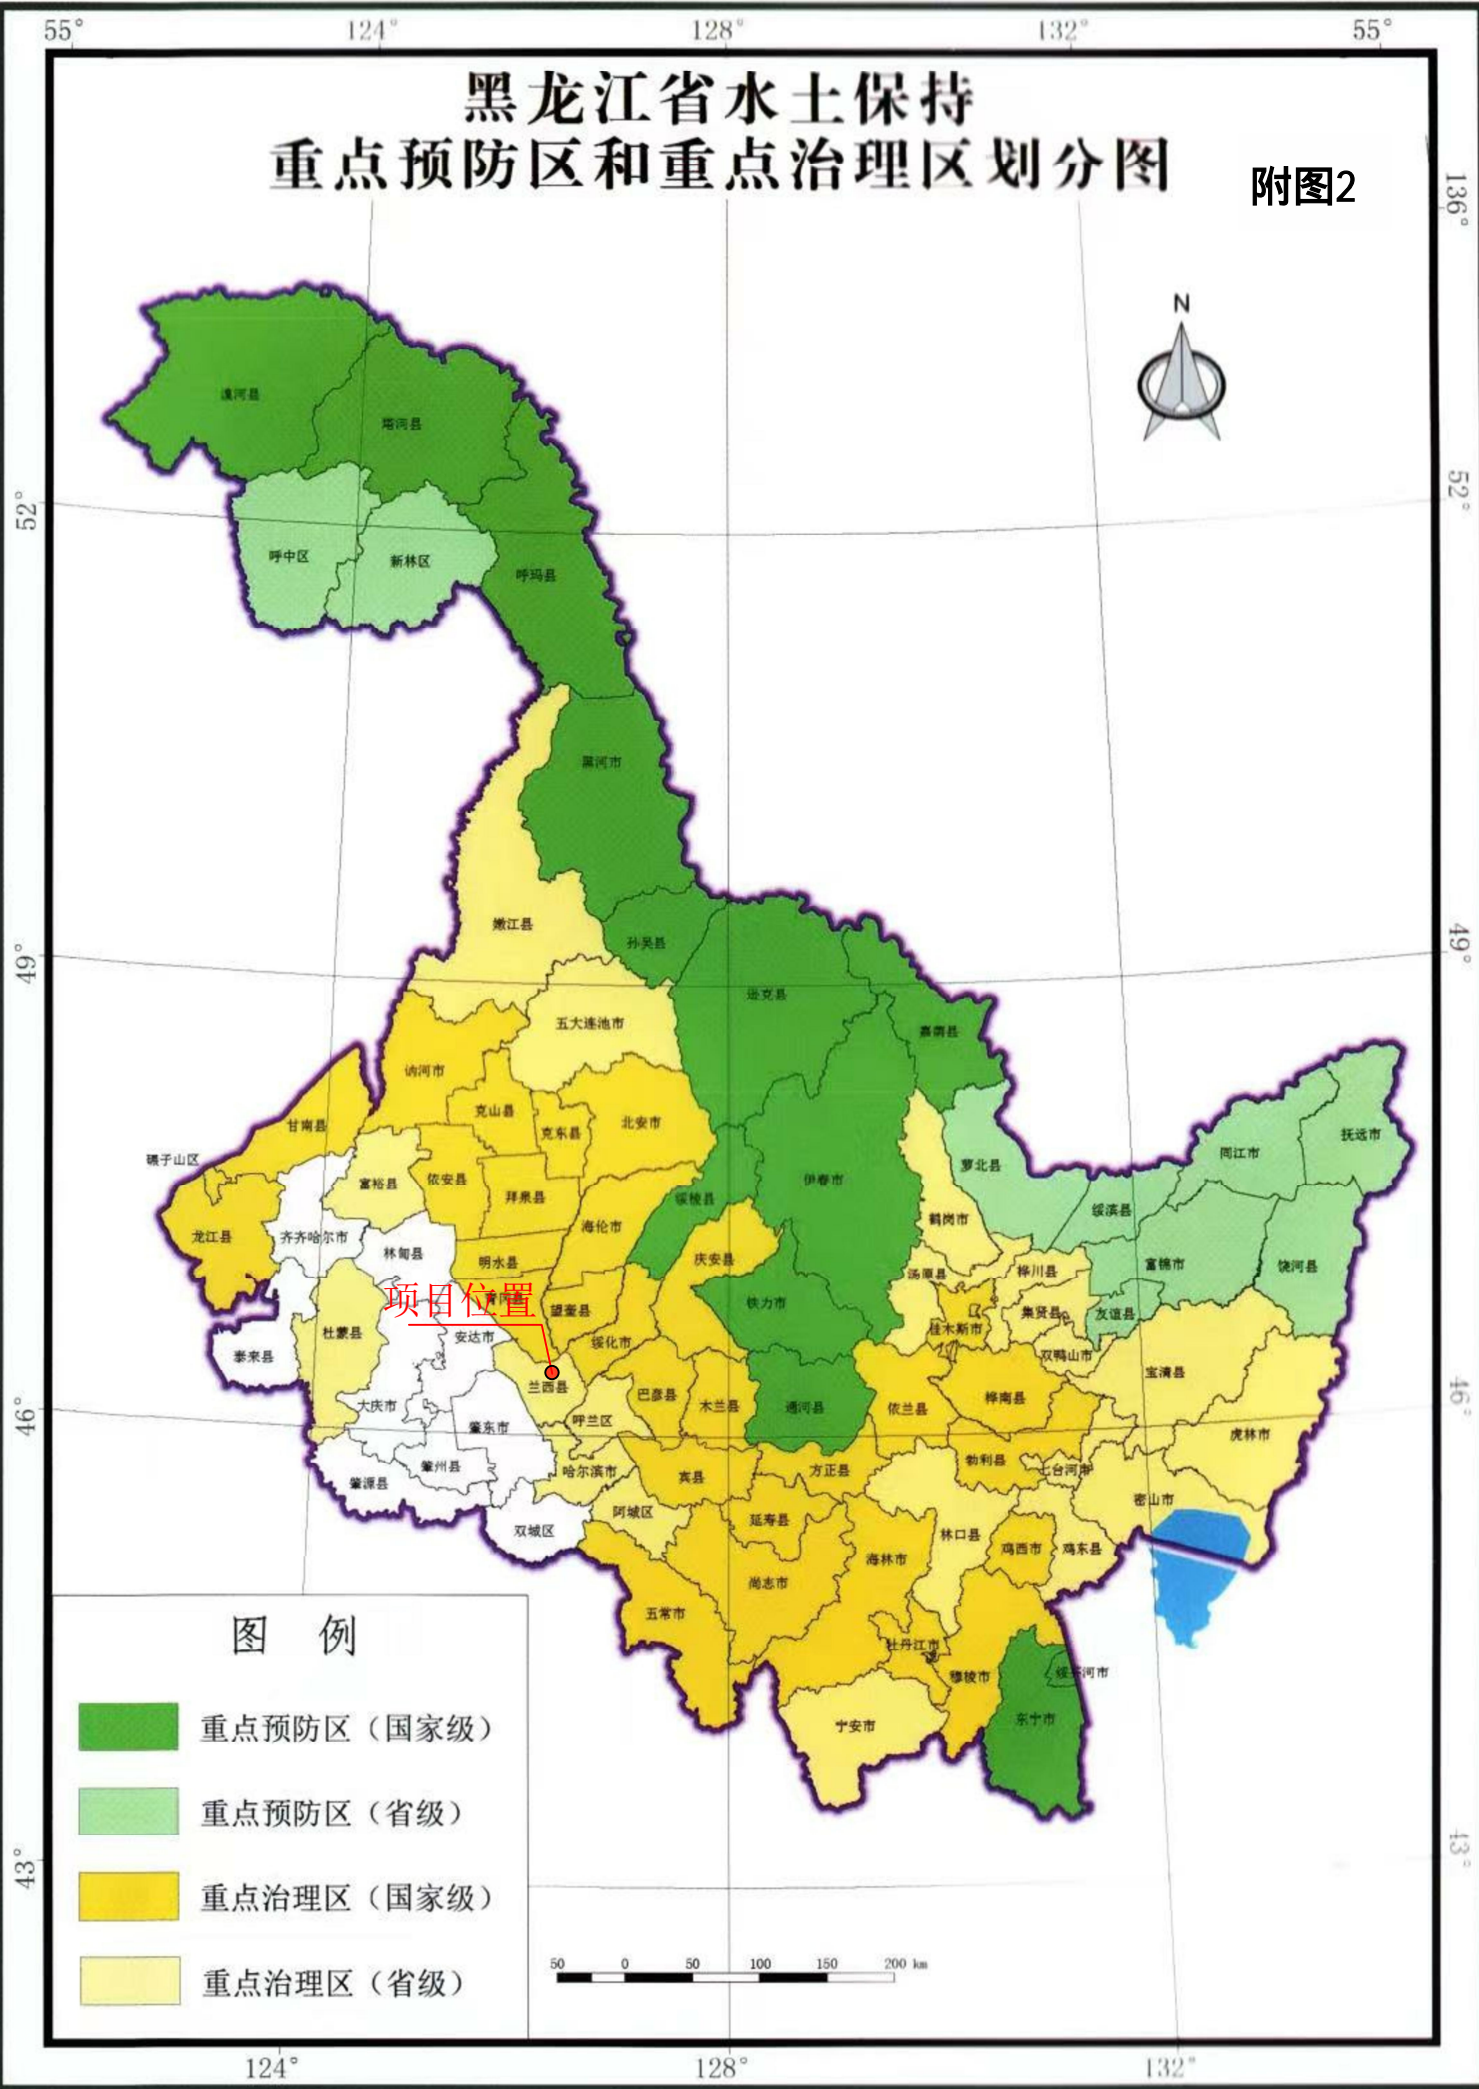 55°
124°
128°
132°
55°
黑龙江省水土保持
重点预防区和重点治理区划分图
附图2
136°
N
漠河县
塔河县
52°
52°
呼中区
新林区
呼玛县
黑河市
嫩江县
孙吴县
49°
49°
逊克县
五大连池市
嘉荫县
讷河市
克山县
甘南县
克东县
北安市
抚远市
同江市
碾子山区
萝北县
富裕县
依安县
拜泉县
绥棱县
伊春市
绥滨县
龙江县
齐齐哈尔市
海伦市
鹤岗市
林甸县
明水县
庆安县
汤原县
桦川县
富锦市
饶河县
项目位置
望奎县
铁力市
集贤县
友谊县
杜蒙县
安达市
绥化市
佳木斯市
泰来县
双鸭山市
兰西县
宝清县
46°
46°
大庆市
巴彦县
木兰县
通河县
依兰县
桦南县
肇东市
呼兰区
虎林市
肇源县
肇州县
哈尔滨市
宾县
方正县
勃利县
七台河市
密山市
双城区
阿城区
延寿县
林口县
鸡西市
鸡东县
尚志市
海林市
五常市
牡丹江市
穆棱市
绥芬河市
宁安市
东宁市
图 例
重点预防区（国家级）
重点预防区（省级）
重点治理区（国家级）
重点治理区（省级）
43°
43°
50 0 50 100 150 200 km
124°
128°
132°